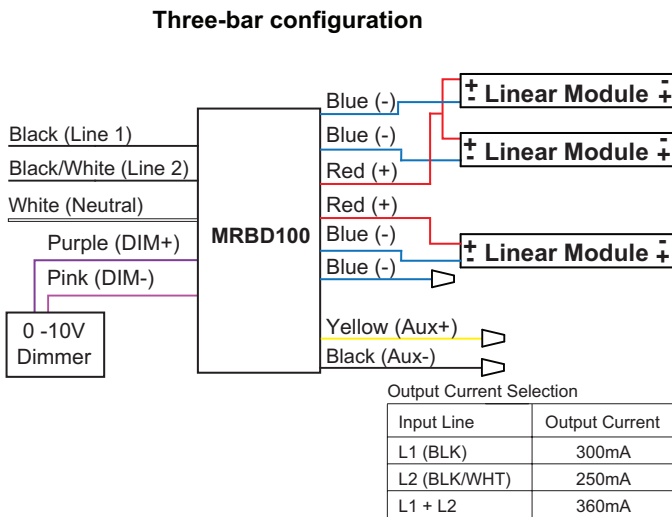 Three-bar configuration
Blue (-)
+ - Linear Module - +
Black (Line 1)
Blue (-)
+ - Linear Module - +
Black/White (Line 2)
Red (+)
White (Neutral)
Red (+)
MRBD100
Purple (DIM+)
Blue (-)
+ - Linear Module - +
Pink (DIM-)
Blue (-)
0 -10V
Dimmer
Yellow (Aux+)
Black (Aux-)
Output Current Selection
Input Line Output Current
L1 (BLK) 300mA
L2 (BLK/WHT) 250mA
L1 + L2 360mA